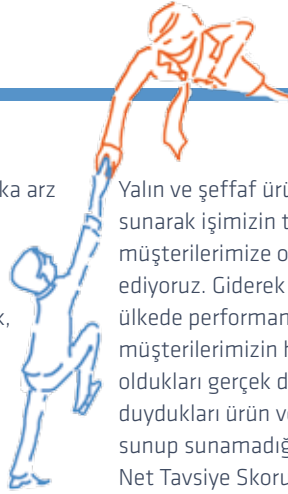 ka arz
k,
Yalın ve şeffaf ürü
sunarak işimizin t
müşterilerimize o
ediyoruz. Giderek
ülkede performan
müşterilerimizin h
oldukları gerçek d
duydukları ürün ve
sunup sunamadığ
Net Tavsiye Skoru